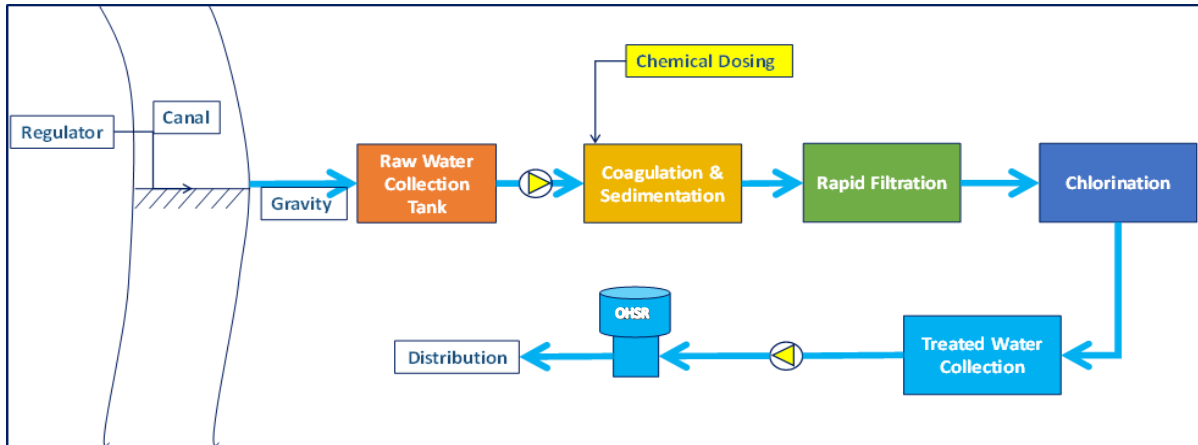 Chemical Dosing
Canal
Regulator
Raw Water
Collection
Tank
Gravity
Coagulation &
Sedimentation
Rapid Filtration
Chlorination
OHSR
Distribution
Treated Water
Collection